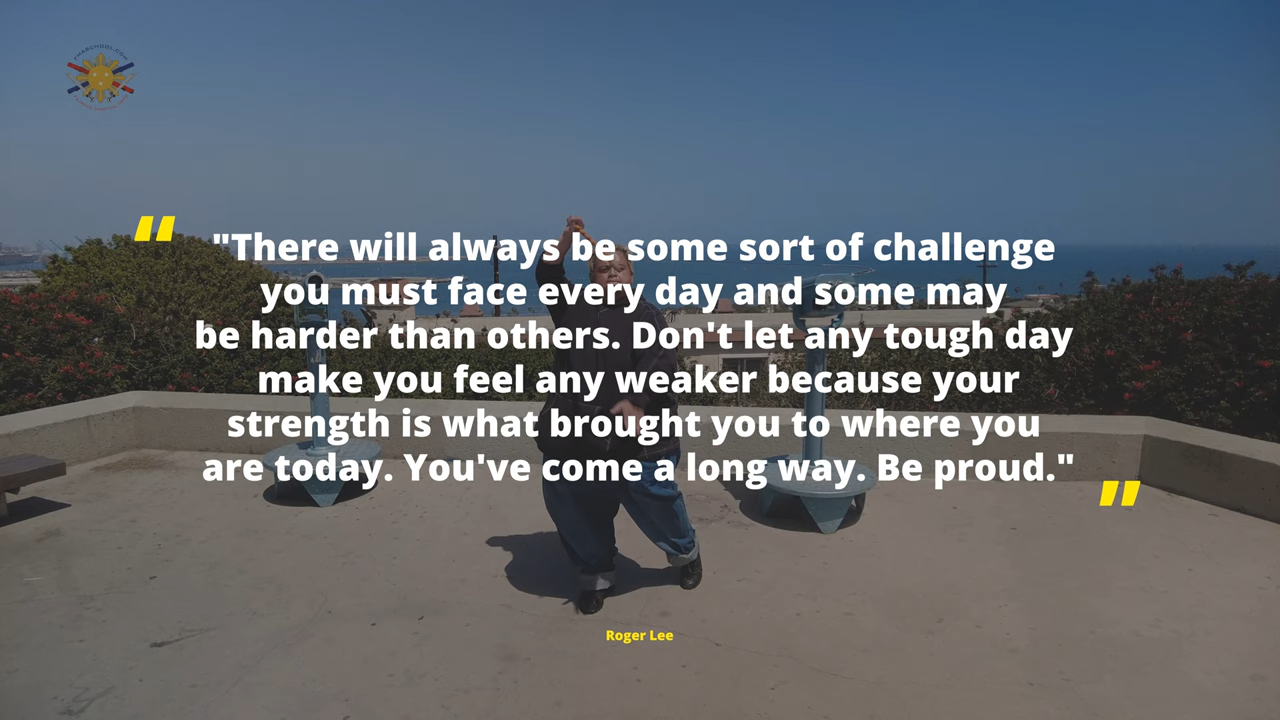 FMASCHOOL.COM
"There will always be some sort of challenge
you must face every day and some may
be harder than others. Don't let any tough day
make you feel any weaker because your
strength is what brought you to where you
are today. You've come a long way. Be proud."
Roger Lee